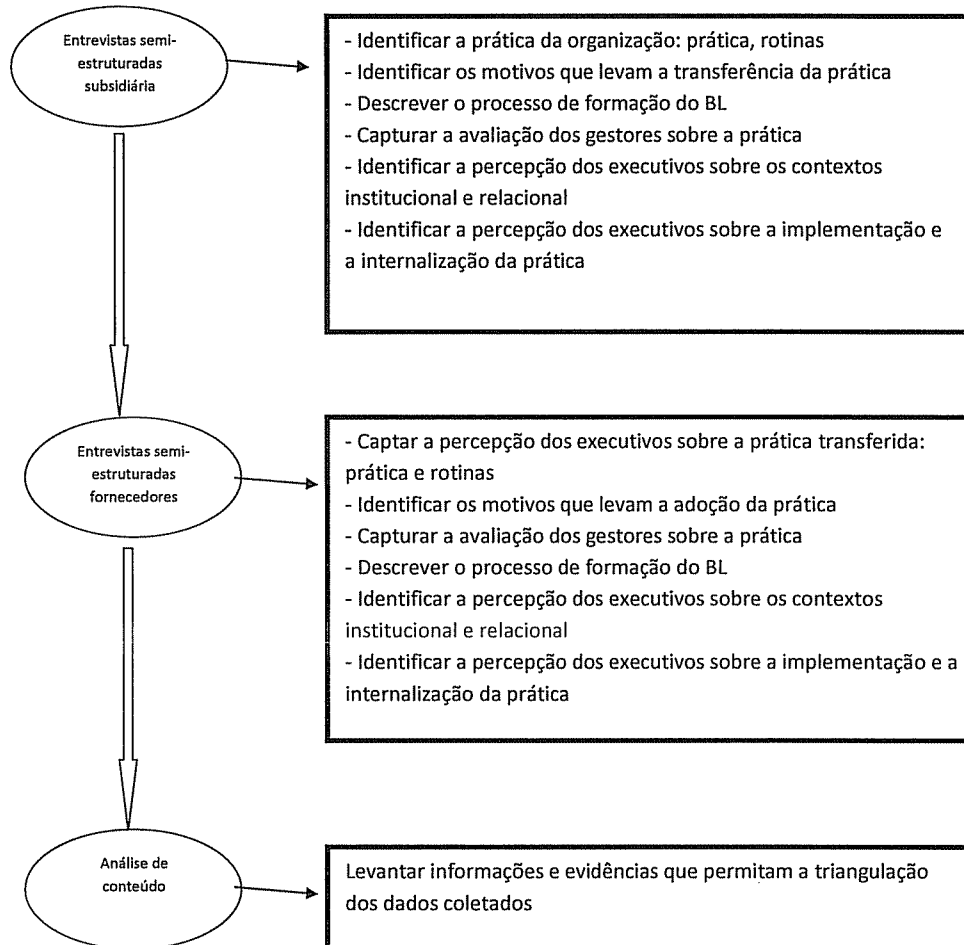 Entrevistas semi-
estruturadas
subsidiária
- Identificar a prática da organização: prática, rotinas
- Identificar os motivos que levam a transferência da prática
- Descrever o processo de formação do BL
- Capturar a avaliação dos gestores sobre a prática
- Identificar a percepção dos executivos sobre os contextos
institucional e relacional
- Identificar a percepção dos executivos sobre a implementação e
a internalização da prática
Entrevistas semi-
estruturadas
fornecedores
- Captar a percepção dos executivos sobre a prática transferida:
prática e rotinas
- Identificar os motivos que levam a adoção da prática
- Capturar a avaliação dos gestores sobre a prática
- Descrever o processo de formação do BL
- Identificar a percepção dos executivos sobre os contextos
institucional e relacional
- Identificar a percepção dos executivos sobre a implementação e a
internalização da prática
Análise de
conteúdo
Levantar informações e evidências que permitam a triangulação
dos dados coletados